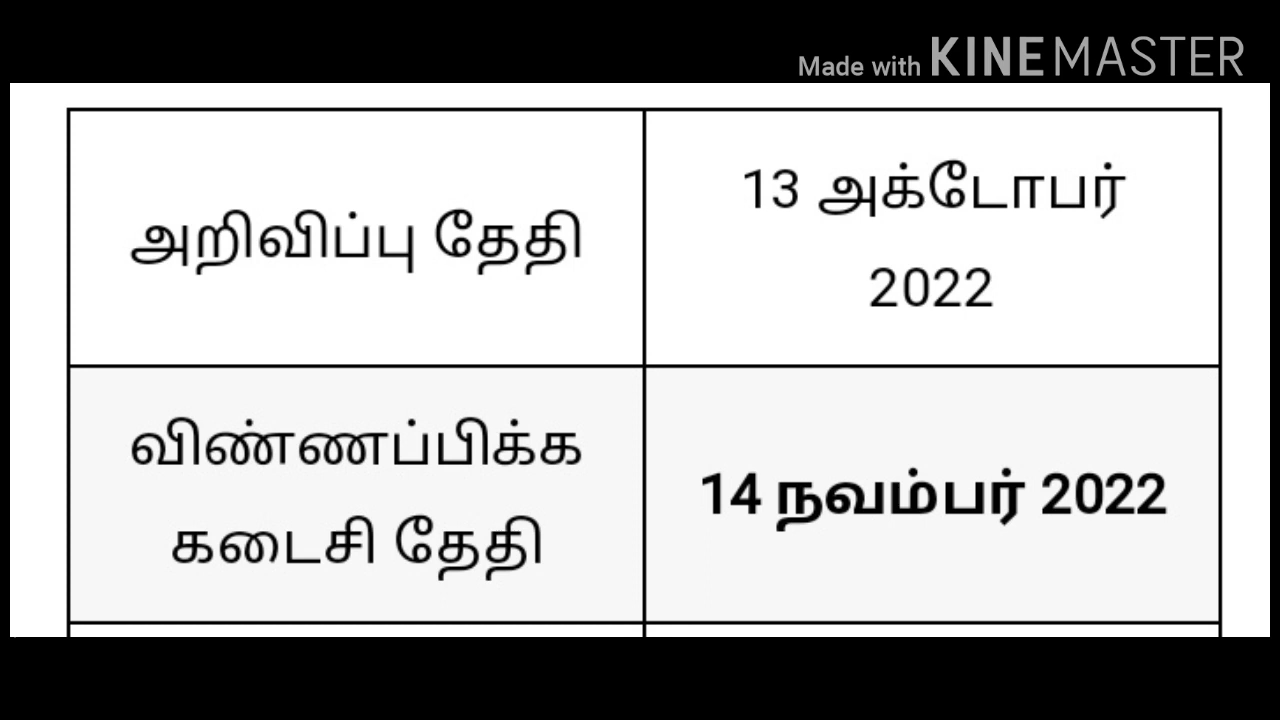 Made with KINEMASTER
அறிவிப்பு தேதி
13 அக்டோபர்
2022
விண்ணப்பிக்க
கடைசி தேதி
14 நவம்பர் 2022